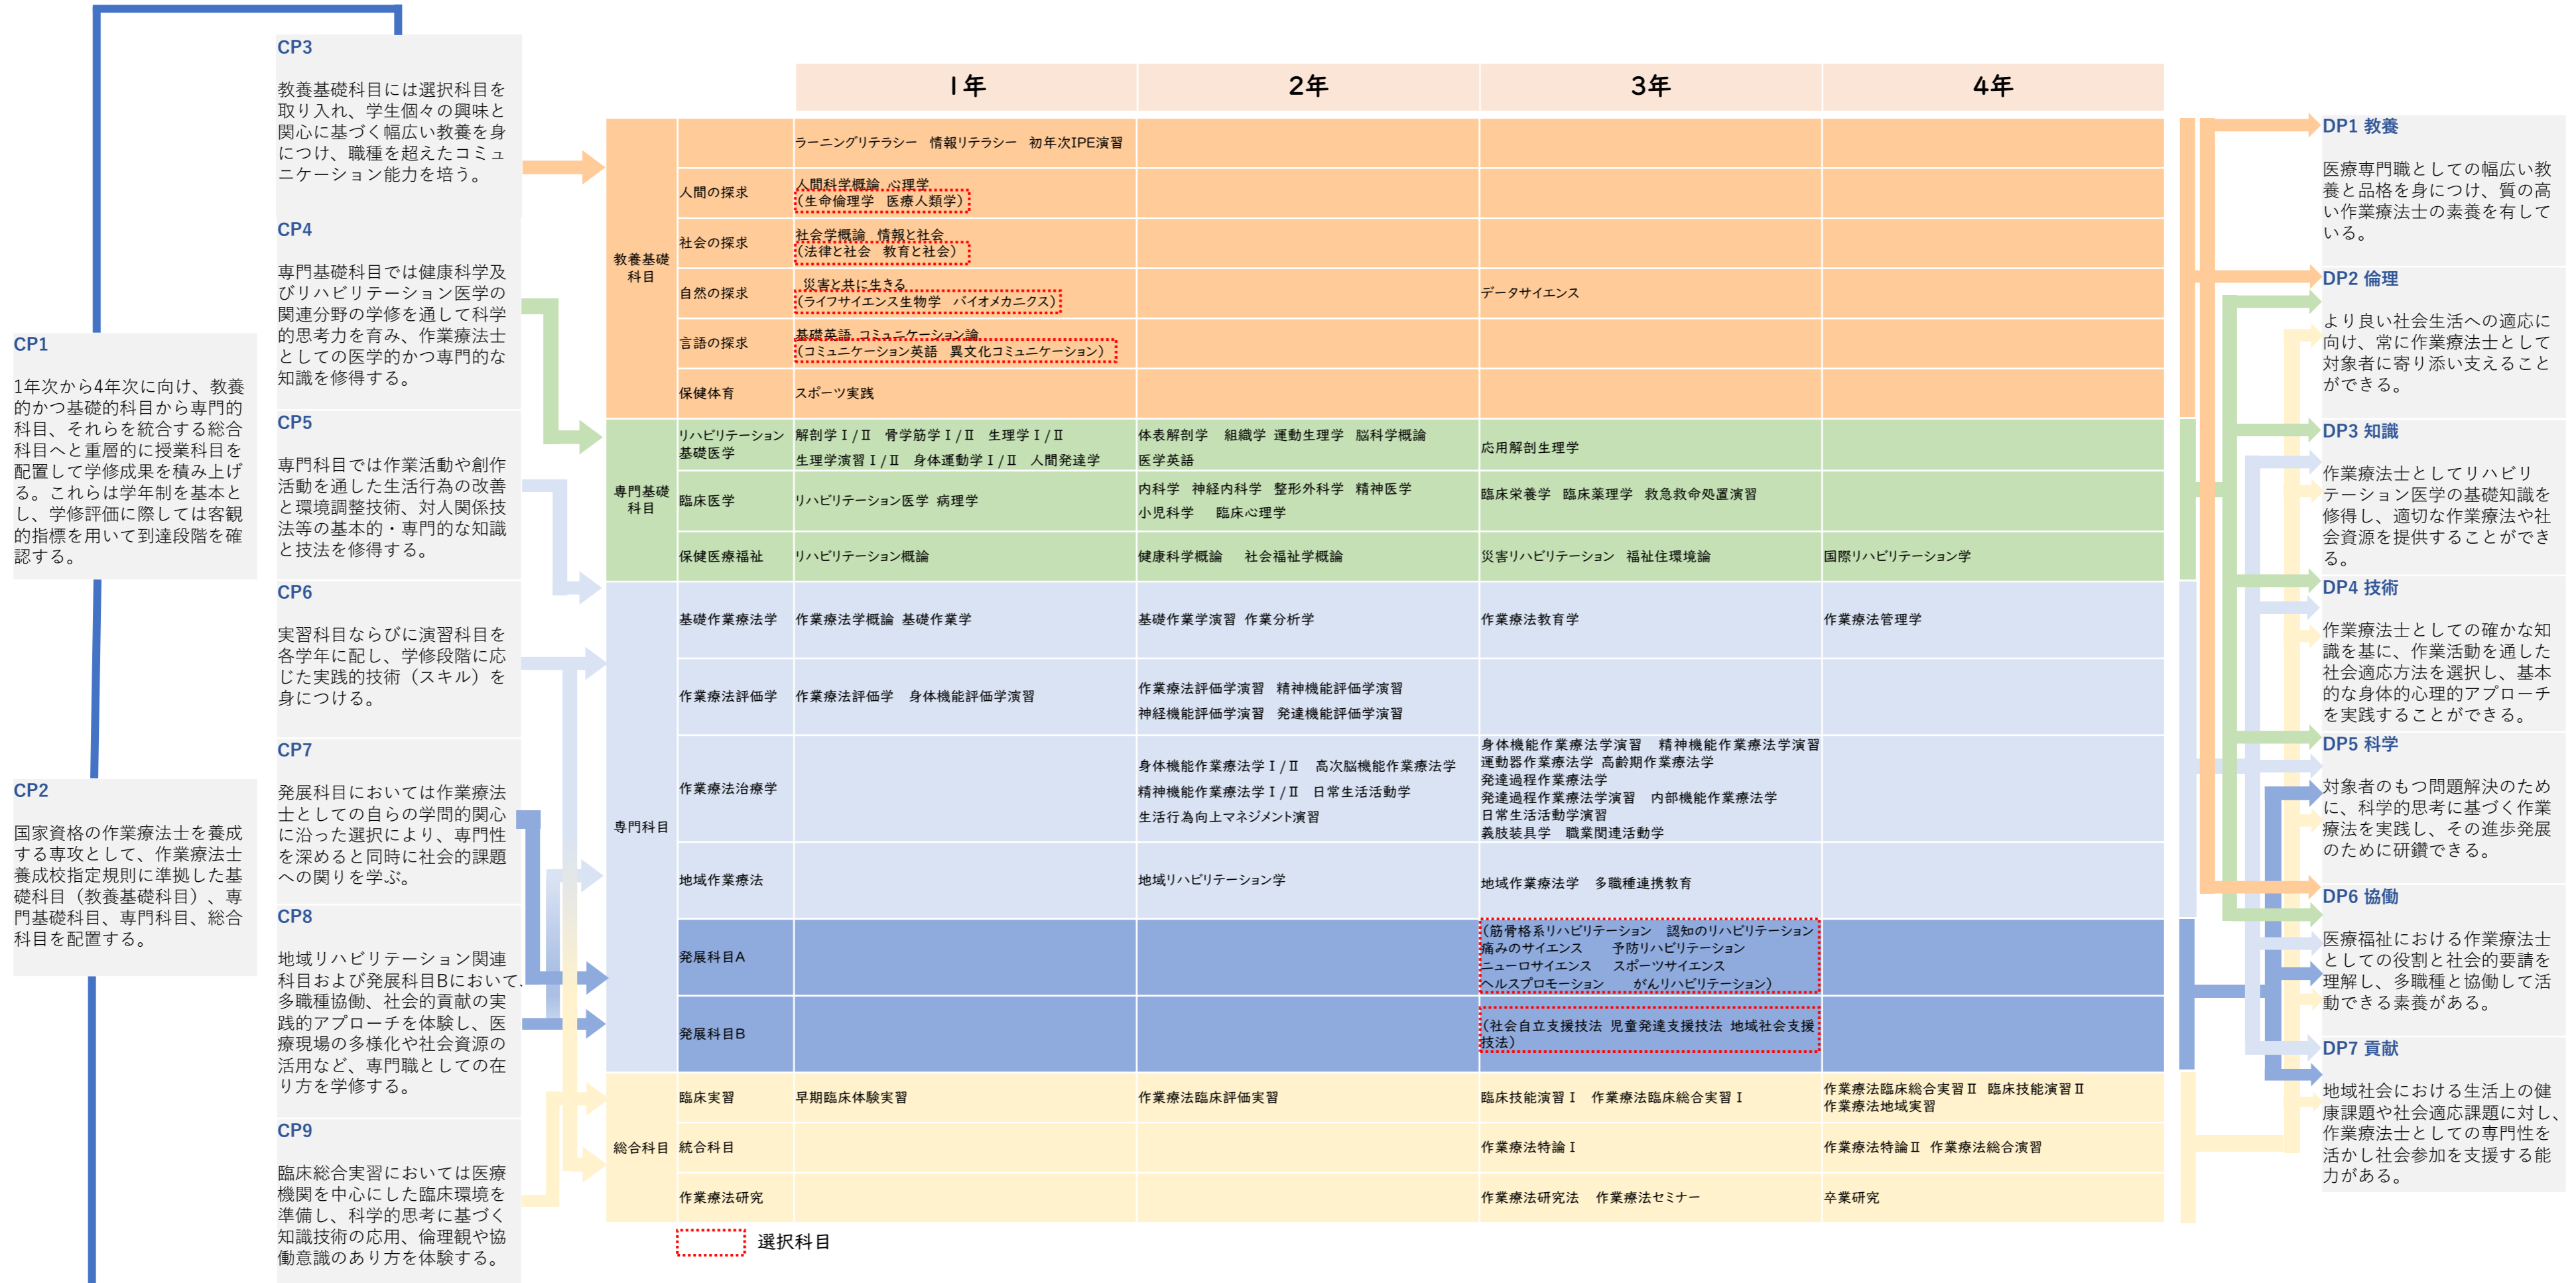 CP1
1年次から4年次に向け、教養
的かつ基礎的科目から専門的
科目、それらを統合する総合
科目へと重層的に授業科目を
配置して学修成果を積み上げ
る。これらは学年制を基本と
し、学修評価に際しては客観
的指標を用いて到達段階を確
認する。
CP2
国家資格の作業療法士を養成
する専攻として、作業療法士
養成校指定規則に準拠した基
礎科目（教養基礎科目）、専
門基礎科目、専門科目、総合
科目を配置する。
CP3
教養基礎科目には選択科目を
取り入れ、学生個々の興味と
関心に基づく幅広い教養を身
につけ、職種を超えたコミュ
ニケーション能力を培う。
CP4
専門基礎科目では健康科学及
びリハビリテーション医学の
関連分野の学修を通して科学
的思考力を育み、作業療法士
としての医学的かつ専門的な
知識を修得する。
CP5
専門科目では作業活動や創作
活動を通した生活行為の改善
と環境調整技術、対人関係技
法等の基本的・専門的な知識
と技法を修得する。
CP6
実習科目ならびに演習科目を
各学年に配し、学修段階に応
じた実践的技術（スキル）を
身につける。
CP7
発展科目においては作業療法
士としての自らの学問的関心
に沿った選択により、専門性
を深めると同時に社会的課題
への関りを学ぶ。
CP8
地域リハビリテーション関連
科目および発展科目Bにおいて、
多職種協働、社会的貢献の実
践的アプローチを体験し、医
療現場の多様化や社会資源の
活用など、専門職としての在
り方を学修する。
CP9
臨床総合実習においては医療
機関を中心にした臨床環境を
準備し、科学的思考に基づく
知識技術の応用、倫理観や協
働意識のあり方を体験する。
1年 2年 3年 4年
教養基礎
科目
ラーニングリテラシー 情報リテラシー 初年次IPE演習
人間の探求
人間科学概論 心理学
（生命倫理学 医療人類学）
社会の探求
社会学概論 情報と社会
（法律と社会 教育と社会）
自然の探求
災害と共に生きる
（ライフサイエンス生物学 バイオメカニクス）
データサイエンス
言語の探求
基礎英語 コミュニケーション論
（コミュニケーション英語 異文化コミュニケーション）
保健体育
スポーツ実践
専門基礎
科目
リハビリテーション
基礎医学
解剖学Ⅰ/Ⅱ 骨学筋学Ⅰ/Ⅱ 生理学Ⅰ/Ⅱ
生理学演習Ⅰ/Ⅱ 身体運動学Ⅰ/Ⅱ 人間発達学
体表解剖学 組織学 運動生理学 脳科学概論
医学英語
応用解剖生理学
臨床医学
リハビリテーション医学 病理学
内科学 神経内科学 整形外科学 精神医学
小児科学 臨床心理学
臨床栄養学 臨床薬理学 救急救命処置演習
保健医療福祉
リハビリテーション概論
健康科学概論 社会福祉学概論
災害リハビリテーション 福祉住環境論
国際リハビリテーション学
専門科目
基礎作業療法学
作業療法学概論 基礎作業学
基礎作業学演習 作業分析学
作業療法教育学
作業療法管理学
作業療法評価学
作業療法評価学 身体機能評価学演習
作業療法評価学演習 精神機能評価学演習
神経機能評価学演習 発達機能評価学演習
作業療法治療学
身体機能作業療法学Ⅰ/Ⅱ 高次脳機能作業療法学
精神機能作業療法学Ⅰ/Ⅱ 日常生活活動学
生活行為向上マネジメント演習
身体機能作業療法学演習 精神機能作業療法学演習
運動器作業療法学 高齢期作業療法学
発達過程作業療法学
発達過程作業療法学演習 内部機能作業療法学
日常生活活動学演習
義肢装具学 職業関連活動学
地域作業療法
地域リハビリテーション学
地域作業療法学 多職種連携教育
発展科目A
（筋骨格系リハビリテーション 認知のリハビリテーション
痛みのサイエンス 予防リハビリテーション
ニューロサイエンス スポーツサイエンス
ヘルスプロモーション がんリハビリテーション）
発展科目B
（社会自立支援技法 児童発達支援技法 地域社会支援
技法）
総合科目
臨床実習
早期臨床体験実習
作業療法臨床評価実習
臨床技能演習Ⅰ 作業療法臨床総合実習Ⅰ
作業療法臨床総合実習Ⅱ 臨床技能演習Ⅱ
作業療法地域実習
統合科目
作業療法特論Ⅰ
作業療法特論Ⅱ 作業療法総合演習
作業療法研究
作業療法研究法 作業療法セミナー
卒業研究
選択科目
DP1 教養
医療専門職としての幅広い教
養と品格を身につけ、質の高
い作業療法士の素養を有して
いる。
DP2 倫理
より良い社会生活への適応に
向け、常に作業療法士として
対象者に寄り添い支えること
ができる。
DP3 知識
作業療法士としてリハビリ
テーション医学の基礎知識を
修得し、適切な作業療法や社
会資源を提供することができ
る。
DP4 技術
作業療法士としての確かな知
識を基に、作業活動を通した
社会適応方法を選択し、基本
的な身体的心理的アプローチ
を実践することができる。
DP5 科学
対象者のもつ問題解決のため
に、科学的思考に基づく作業
療法を実践し、その進歩発展
のために研鑽できる。
DP6 協働
医療福祉における作業療法士
としての役割と社会的要請を
理解し、多職種と協働して活
動できる素養がある。
DP7 貢献
地域社会における生活上の健
康課題や社会適応課題に対し、
作業療法士としての専門性を
活かし社会参加を支援する能
力がある。